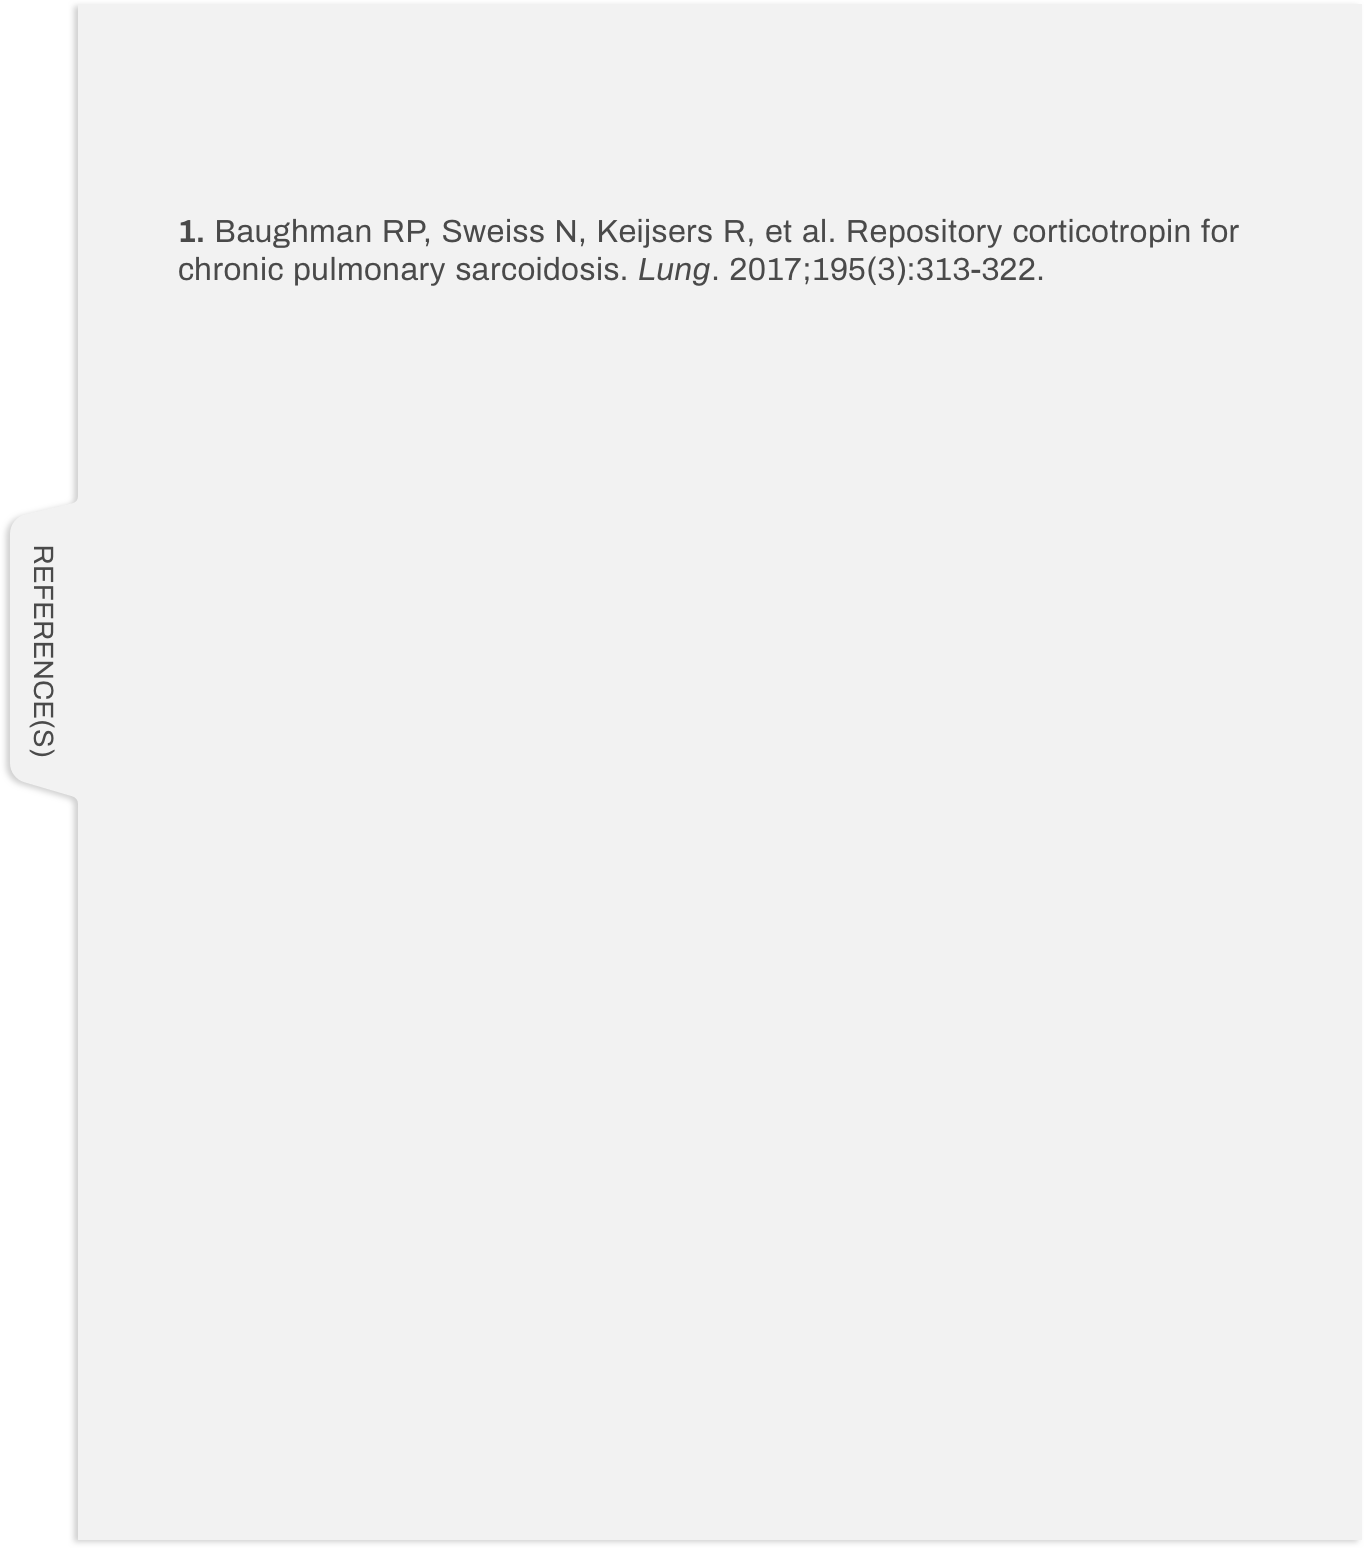 1. Baughman RP, Sweiss N, Keijsers R, et al. Repository corticotropin for
chronic pulmonary sarcoidosis. Lung. 2017;195(3):313-322.
REFERENCE(S)